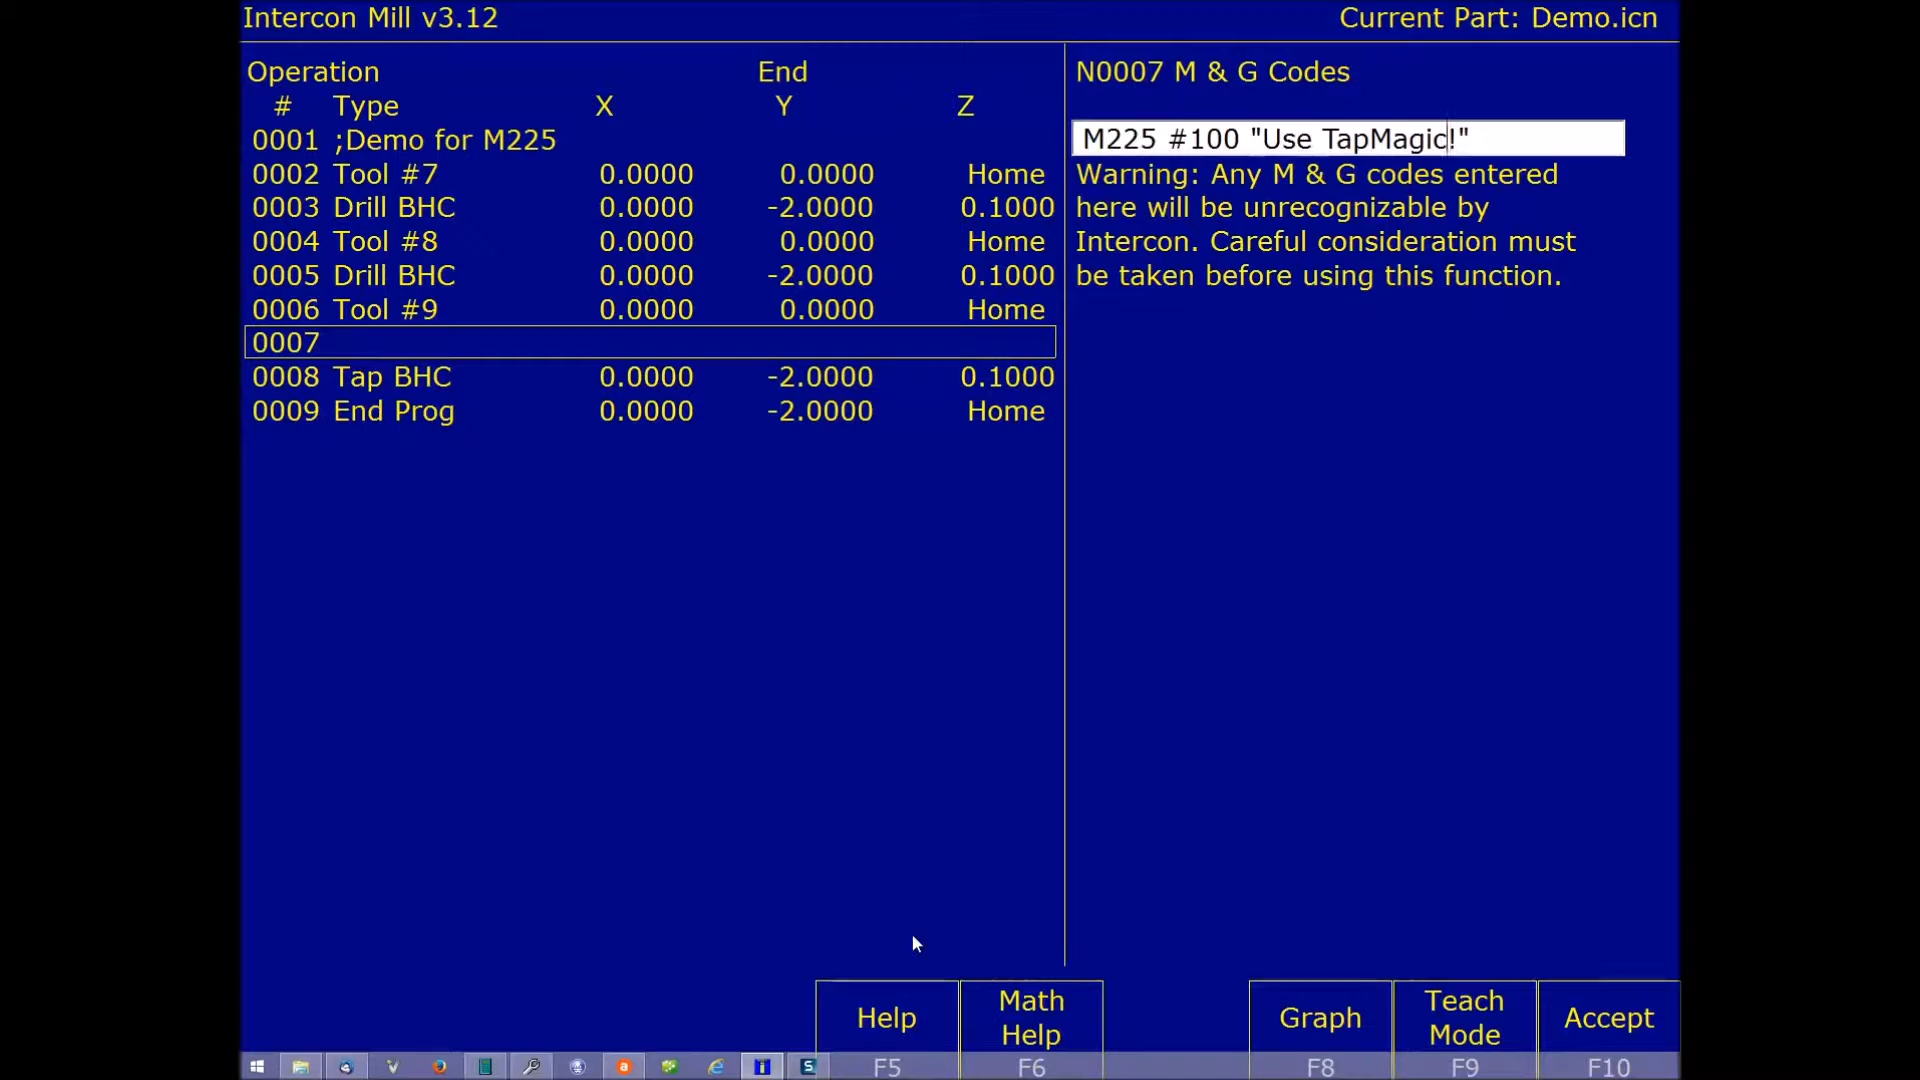 Intercon Mill v3.12
Current Part: Demo.icn
Operation End
# Type X Y Z
0001 ;Demo for M225
0002 Tool #7 0.0000 0.0000 Home
0003 Drill BHC 0.0000 -2.0000 0.1000
0004 Tool #8 0.0000 0.0000 Home
0005 Drill BHC 0.0000 -2.0000 0.1000
0006 Tool #9 0.0000 0.0000 Home
0007
0008 Tap BHC 0.0000 -2.0000 0.1000
0009 End Prog 0.0000 -2.0000 Home
N0007 M & G Codes
M225 #100 "Use TapMagic!"
Warning: Any M & G codes entered
here will be unrecognizable by
Intercon. Careful consideration must
be taken before using this function.
Help
F5
Math
Help
F6
Graph
F8
Teach
Mode
F9
Accept
F10